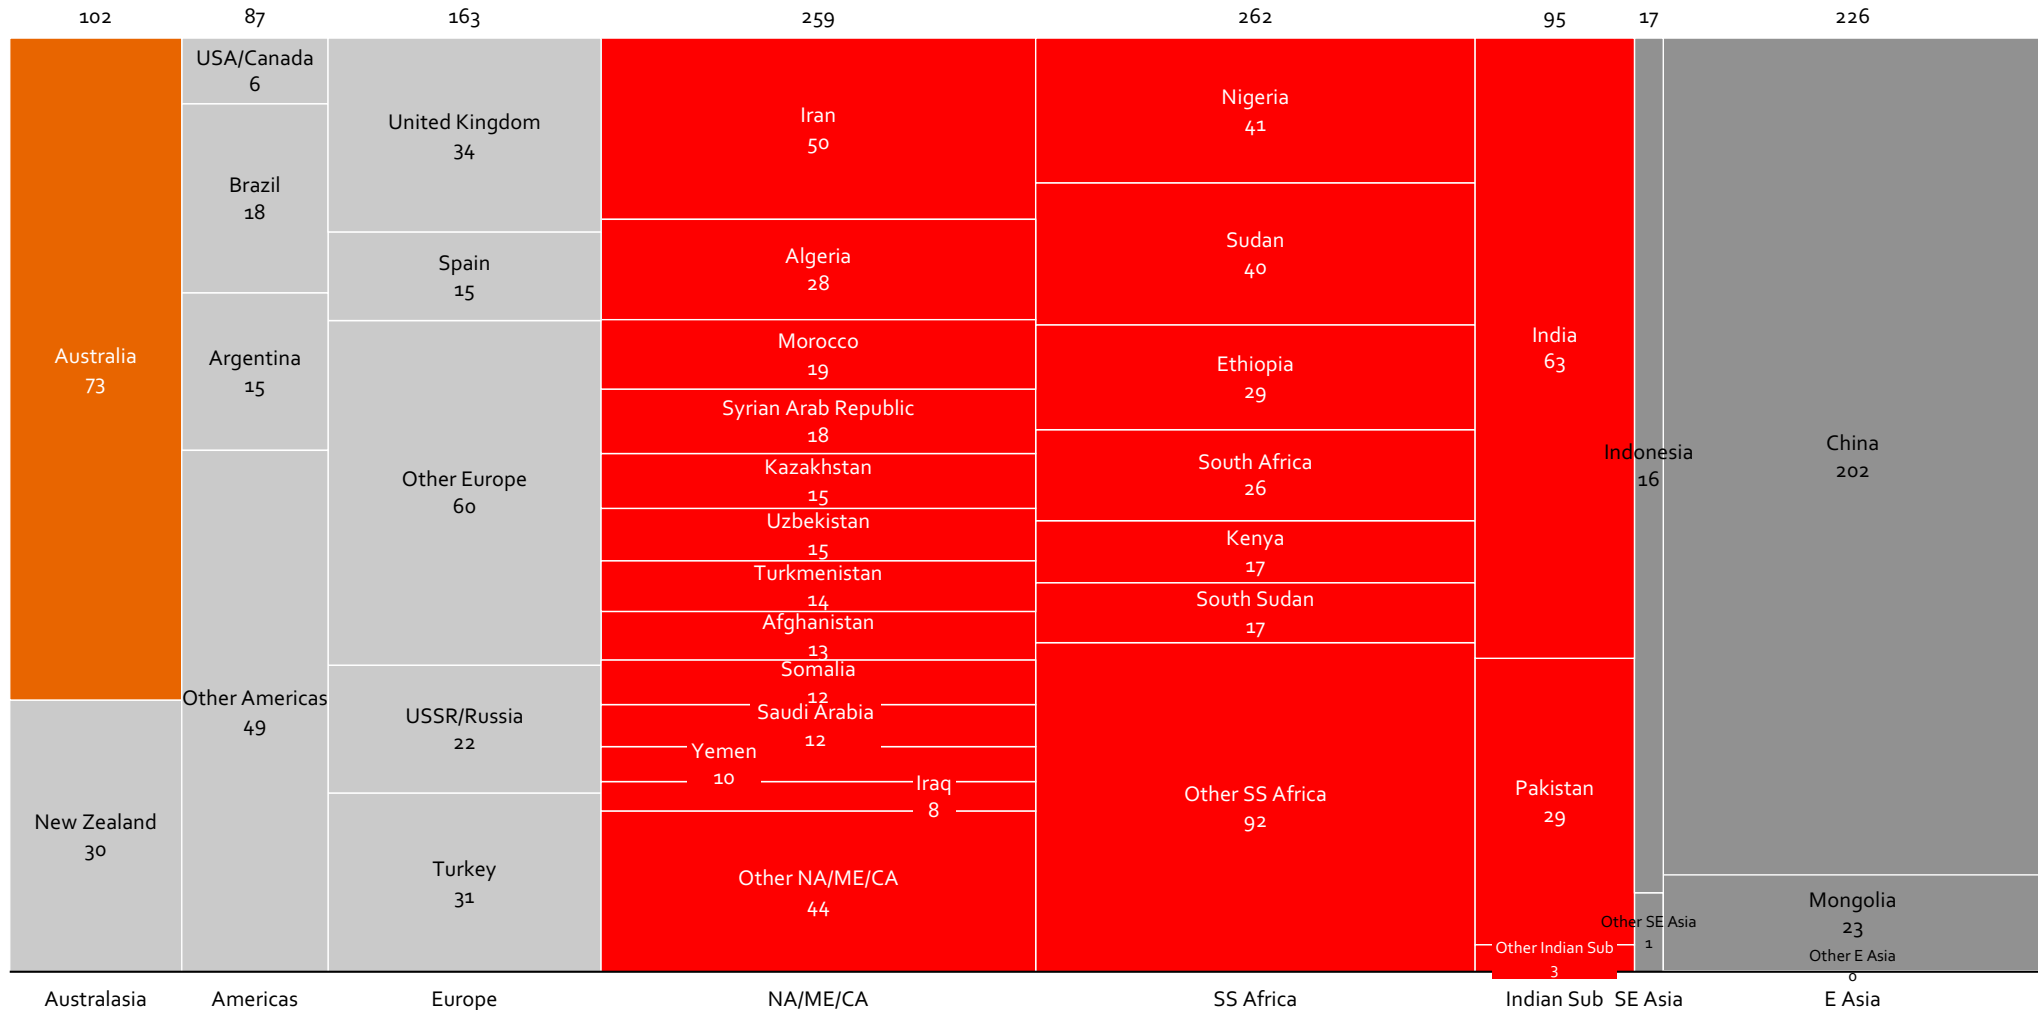 102
87
163
259
262
95
17
226
Australia
73
New Zealand
30
USA/Canada
6
Brazil
18
Argentina
15
Other Americas
49
United Kingdom
34
Spain
15
Other Europe
60
USSR/Russia
22
Turkey
31
Iran
50
Algeria
28
Morocco
19
Syrian Arab Republic
18
Kazakhstan
15
Uzbekistan
15
Turkmenistan
14
Afghanistan
13
Somalia
12
Saudi Arabia
12
Yemen
10
Iraq
8
Other NA/ME/CA
44
Nigeria
41
Sudan
40
Ethiopia
29
South Africa
26
Kenya
17
South Sudan
17
Other SS Africa
92
India
63
Pakistan
29
Other Indian Sub
3
Indonesia
16
Other SE Asia
1
China
202
Mongolia
23
Other E Asia
0
Australasia
Americas
Europe
NA/ME/CA
SS Africa
Indian Sub
SE Asia
E Asia